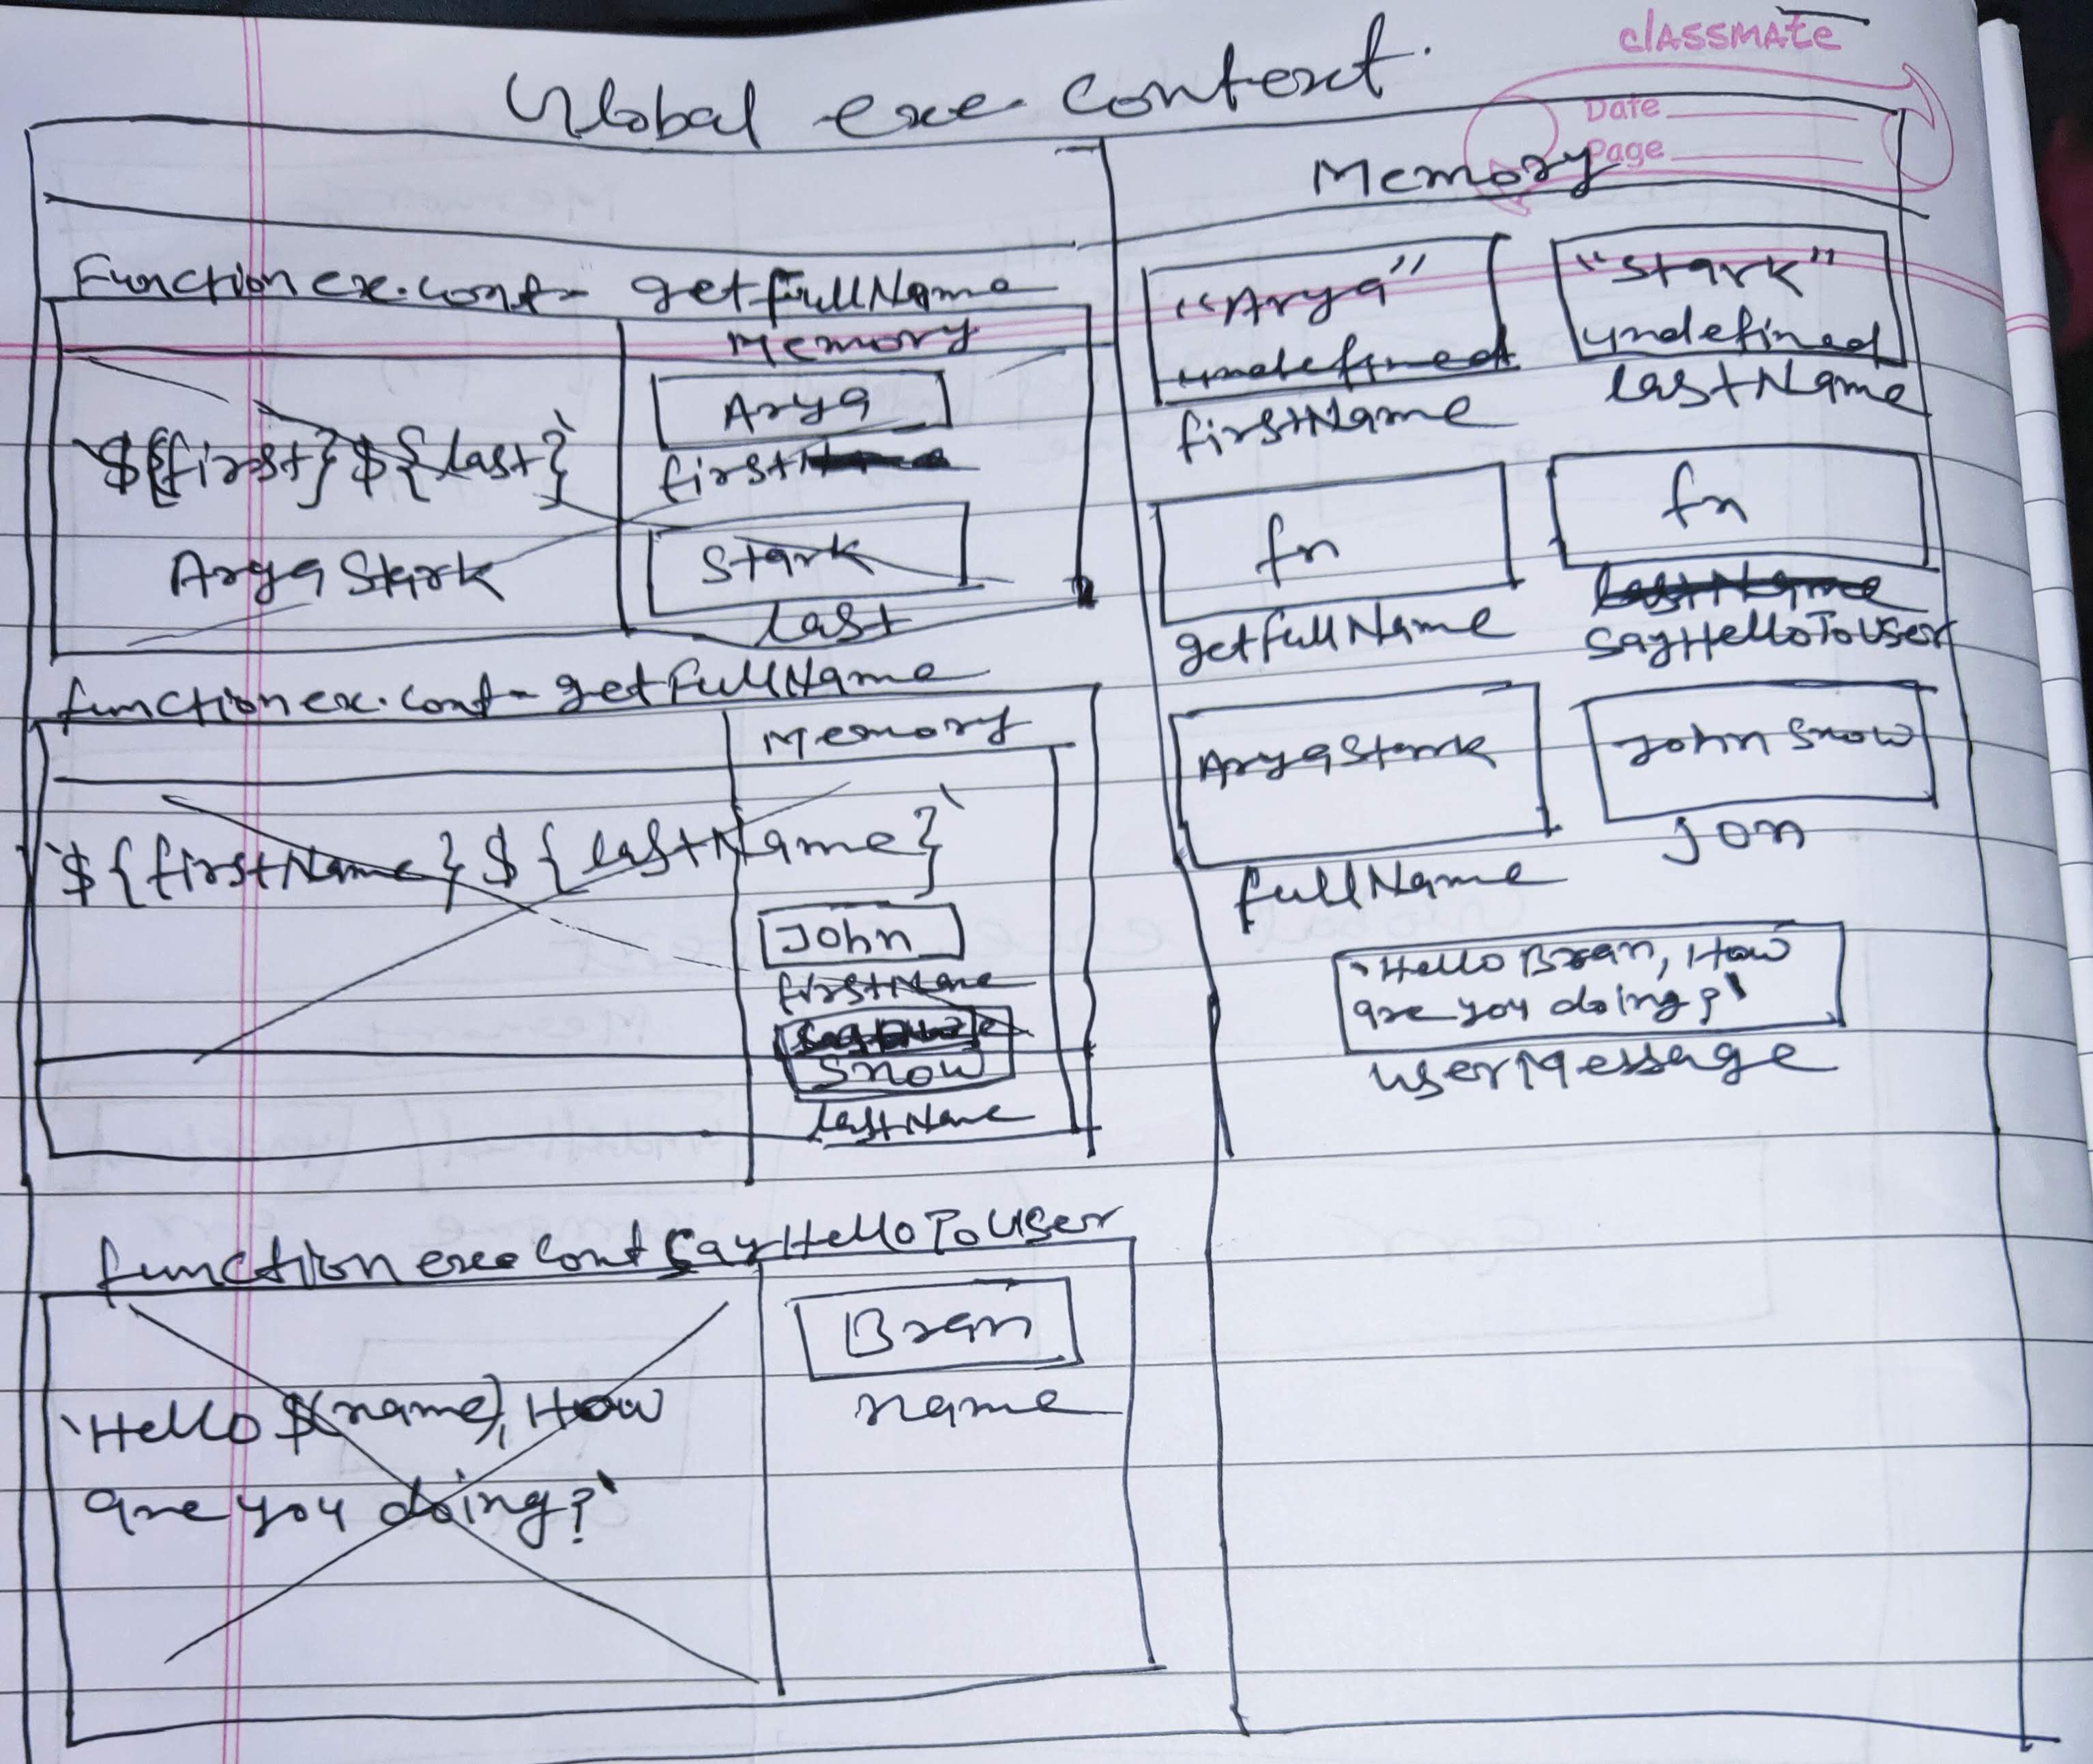 classmate
Date
Page
Global exe context.
Memory
Function ex.cont- getfullName
Memory
Arya
first
`${first} ${last}`
Arya Stark
Stark
last
function ex.cont- getFullName
Memory
`${firstName} ${lastName}`
John
firstName
Snow
lastName
function exe cont SayHelloToUser
Bran
name
`Hello $(name), How
are you doing?`
"Arya"
undefined
firstName
"Stark"
undefined
lastName
fn
getfullName
fn
lastName
sayHelloToUser
Arya Stark
fullName
John Snow
Jon
`Hello Bran, How
are you doing?`
userMessage